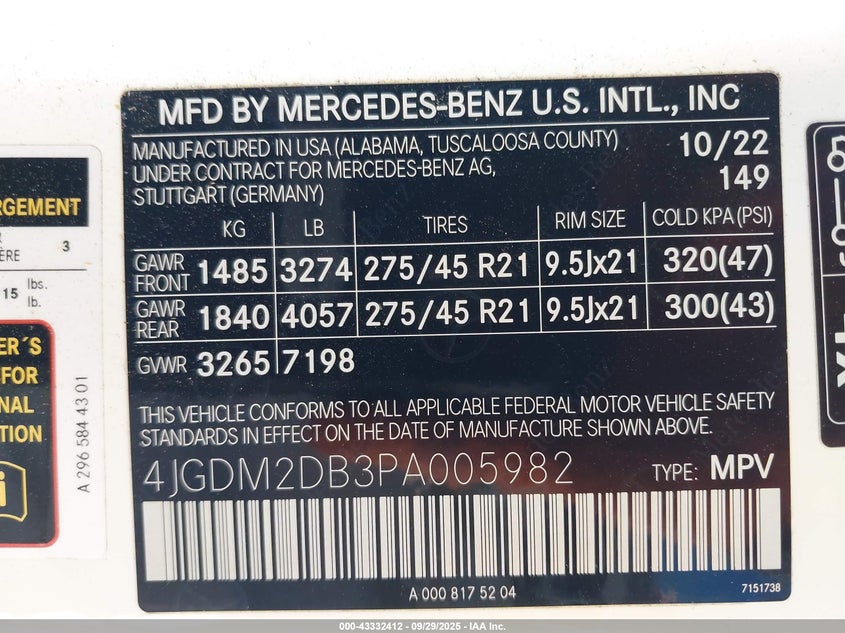 MFD BY MERCEDES-BENZ U.S. INTL., INC
MANUFACTURED IN USA (ALABAMA, TUSCALOOSA COUNTY) 10/22
UNDER CONTRACT FOR MERCEDES-BENZ AG, 149
STUTTGART (GERMANY)
KG LB TIRES RIM SIZE COLD KPA (PSI)
GAWR FRONT 1485 3274 275/45 R21 9.5Jx21 320(47)
GAWR REAR 1840 4057 275/45 R21 9.5Jx21 300(43)
GVWR 3265 7198
THIS VEHICLE CONFORMS TO ALL APPLICABLE FEDERAL MOTOR VEHICLE SAFETY
STANDARDS IN EFFECT ON THE DATE OF MANUFACTURE SHOWN ABOVE.
4JGDM2DB3PA005982 TYPE: MPV
A 000 817 52 04 7151738
RGEMENT
3
15 lbs.
lb.
ER´S
FOR
NAL
TION
i
A 296 584 43 01
000-43332412 - 09/29/2025 - IAA Inc.